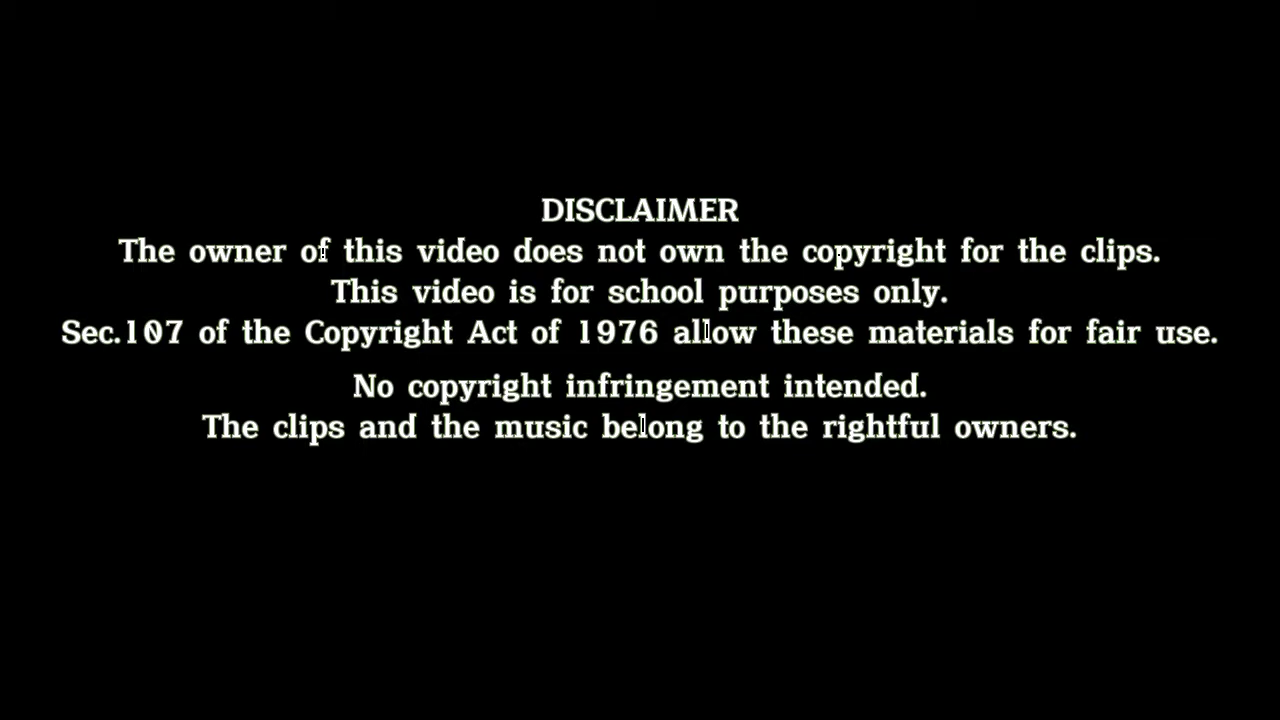 DISCLAIMER
The owner of this video does not own the copyright for the clips.
This video is for school purposes only.
Sec.107 of the Copyright Act of 1976 allow these materials for fair use.
No copyright infringement intended.
The clips and the music belong to the rightful owners.